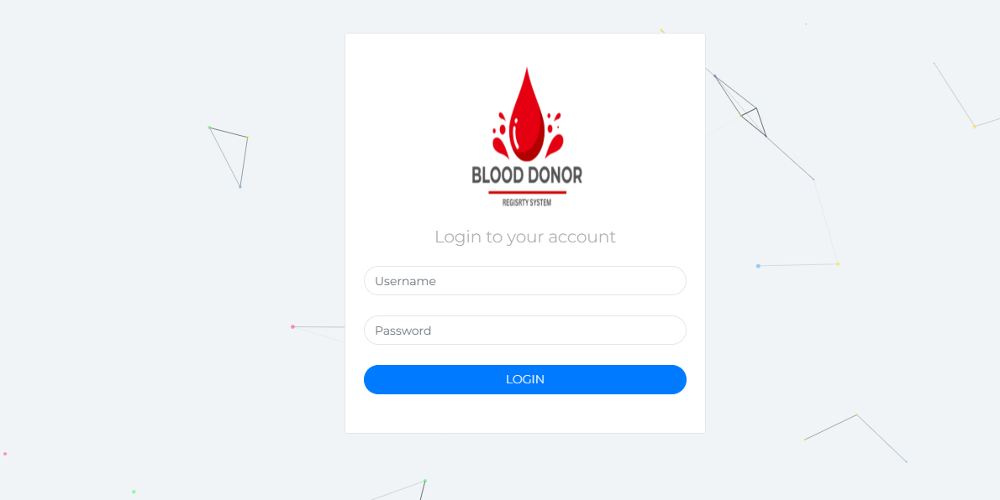 BLOOD DONOR
REGISRTY SYSTEM
Login to your account
Username
Password
LOGIN